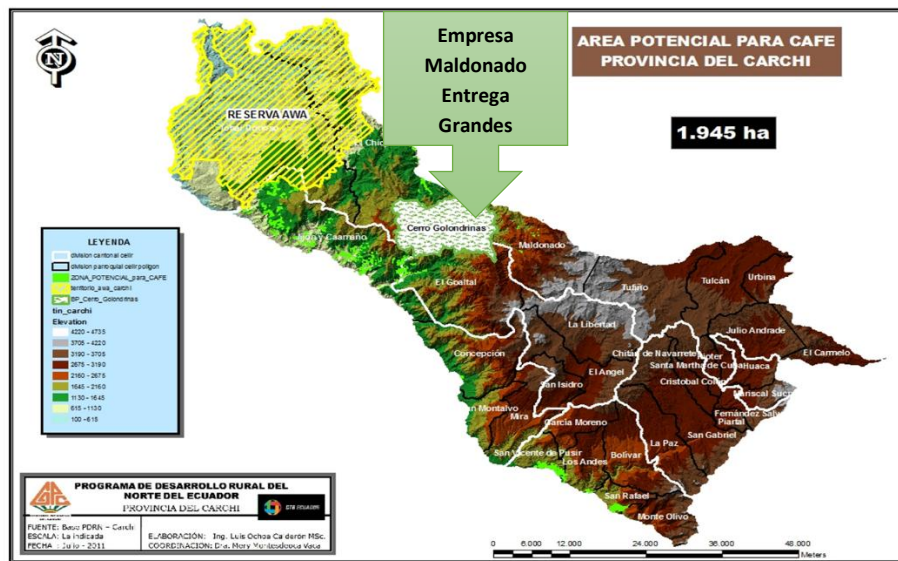 Empresa
Maldonado
Entrega
Grandes
AREA POTENCIAL PARA CAFE
PROVINCIA DEL CARCHI
1.945 ha
N
RESERVA AWA
El Chic
Cerro Golondrinas
Maldonado
Tufiño
Tulcán
Urbina
El Goaltal
La Libertad
Julio Andrade
El Carmelo
Concepción
Chitán de Navarrete
Santa Martha de Cuba
Huaca
El Angel
San Isidro
Cristobal Colón
Mariscal Sucre
Montalvo
Mira
Fernández Salv
Piartal
Garcia Moreno
San Gabriel
La Paz
San Vicente de Pusir
Los Andes
Bolívar
San Rafael
Monte Olivo
LEYENDA
division cantonal celir
division parroquial celir poligon
ZONA_POTENCIAL_para_CAFE
territorio_awa_carchi
BP_Cerro_Golondrinas
tin_carchi
Elevation
4220 - 4735
3705 - 4220
3190 - 3705
2675 - 3190
2160 - 2675
1645 - 2160
1130 - 1645
615 - 1130
100 - 615
PROGRAMA DE DESARROLLO RURAL DEL
NORTE DEL ECUADOR
PROVINCIA DEL CARCHI
FUENTE: Base PDRN - Carchi
ESCALA: La indicada
FECHA : Julio - 2011
ELABORACIÓN: Ing. Luis Ochoa Calderón MSc.
COORDINACION: Dra. Mery Montesdeoca Vaca
0
6.000
12.000
24.000
36.000
48.000
Meters